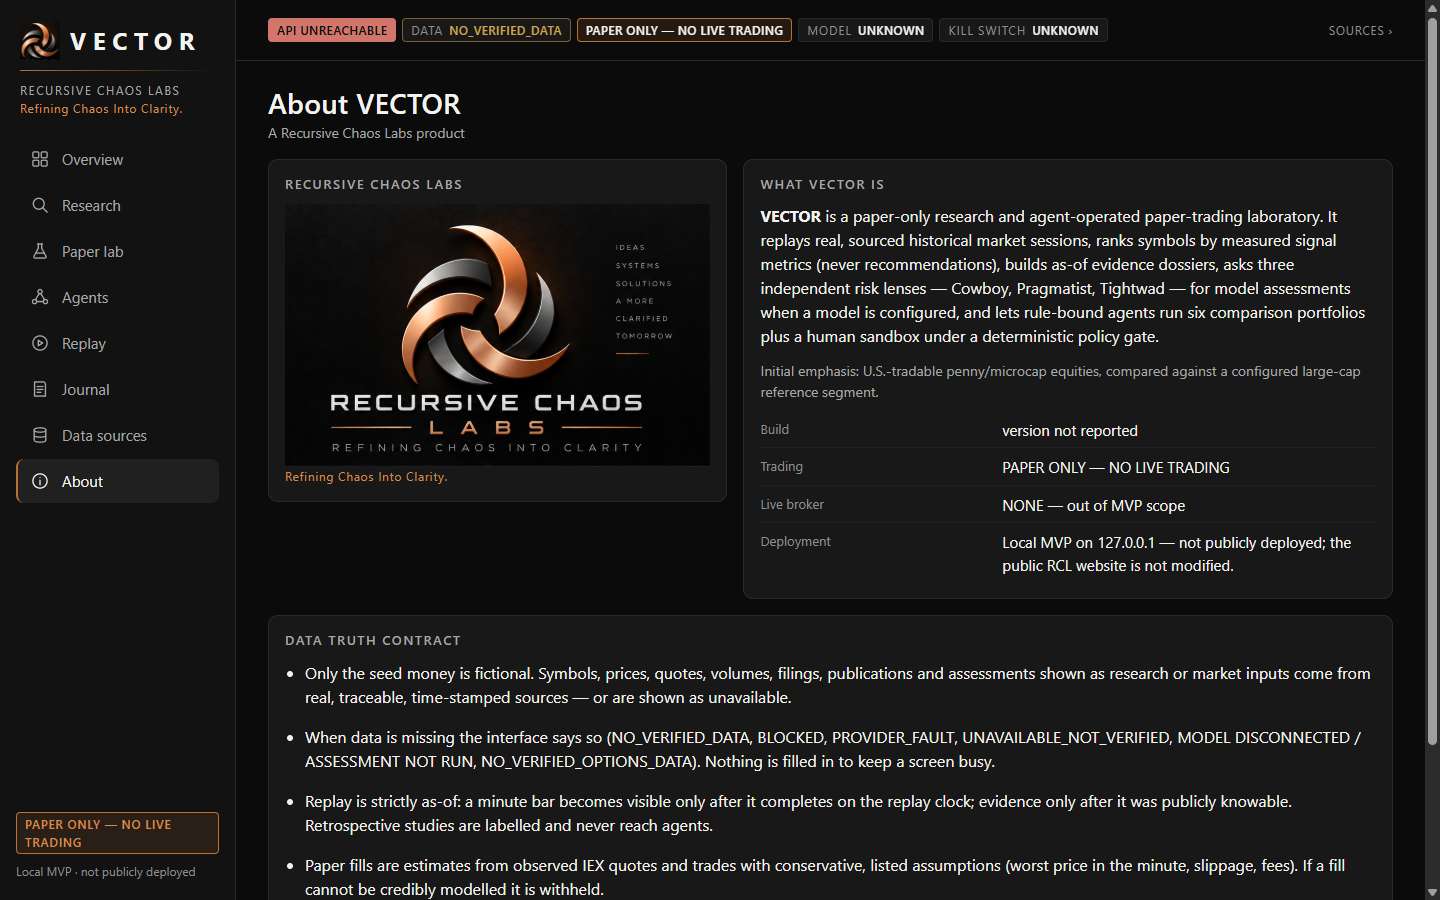 VECTOR
RECURSIVE CHAOS LABS
Refining Chaos Into Clarity.
Overview
Research
Paper lab
Agents
Replay
Journal
Data sources
About
PAPER ONLY — NO LIVE
TRADING
Local MVP · not publicly deployed
API UNREACHABLE
DATA NO_VERIFIED_DATA
PAPER ONLY — NO LIVE TRADING
MODEL UNKNOWN
KILL SWITCH UNKNOWN
SOURCES ›
About VECTOR
A Recursive Chaos Labs product
RECURSIVE CHAOS LABS
IDEAS
SYSTEMS
SOLUTIONS
A MORE
CLARIFIED
TOMORROW
RECURSIVE CHAOS
LABS
REFINING CHAOS INTO CLARITY
Refining Chaos Into Clarity.
WHAT VECTOR IS
VECTOR is a paper-only research and agent-operated paper-trading laboratory. It
replays real, sourced historical market sessions, ranks symbols by measured signal
metrics (never recommendations), builds as-of evidence dossiers, asks three
independent risk lenses — Cowboy, Pragmatist, Tightwad — for model assessments
when a model is configured, and lets rule-bound agents run six comparison portfolios
plus a human sandbox under a deterministic policy gate.
Initial emphasis: U.S.-tradable penny/microcap equities, compared against a configured large-cap
reference segment.
Build version not reported
Trading PAPER ONLY — NO LIVE TRADING
Live broker NONE — out of MVP scope
Deployment Local MVP on 127.0.0.1 — not publicly deployed; the
public RCL website is not modified.
DATA TRUTH CONTRACT
• Only the seed money is fictional. Symbols, prices, quotes, volumes, filings, publications and assessments shown as research or market inputs come from
real, traceable, time-stamped sources — or are shown as unavailable.
• When data is missing the interface says so (NO_VERIFIED_DATA, BLOCKED, PROVIDER_FAULT, UNAVAILABLE_NOT_VERIFIED, MODEL DISCONNECTED /
ASSESSMENT NOT RUN, NO_VERIFIED_OPTIONS_DATA). Nothing is filled in to keep a screen busy.
• Replay is strictly as-of: a minute bar becomes visible only after it completes on the replay clock; evidence only after it was publicly knowable.
Retrospective studies are labelled and never reach agents.
• Paper fills are estimates from observed IEX quotes and trades with conservative, listed assumptions (worst price in the minute, slippage, fees). If a fill
cannot be credibly modelled it is withheld.